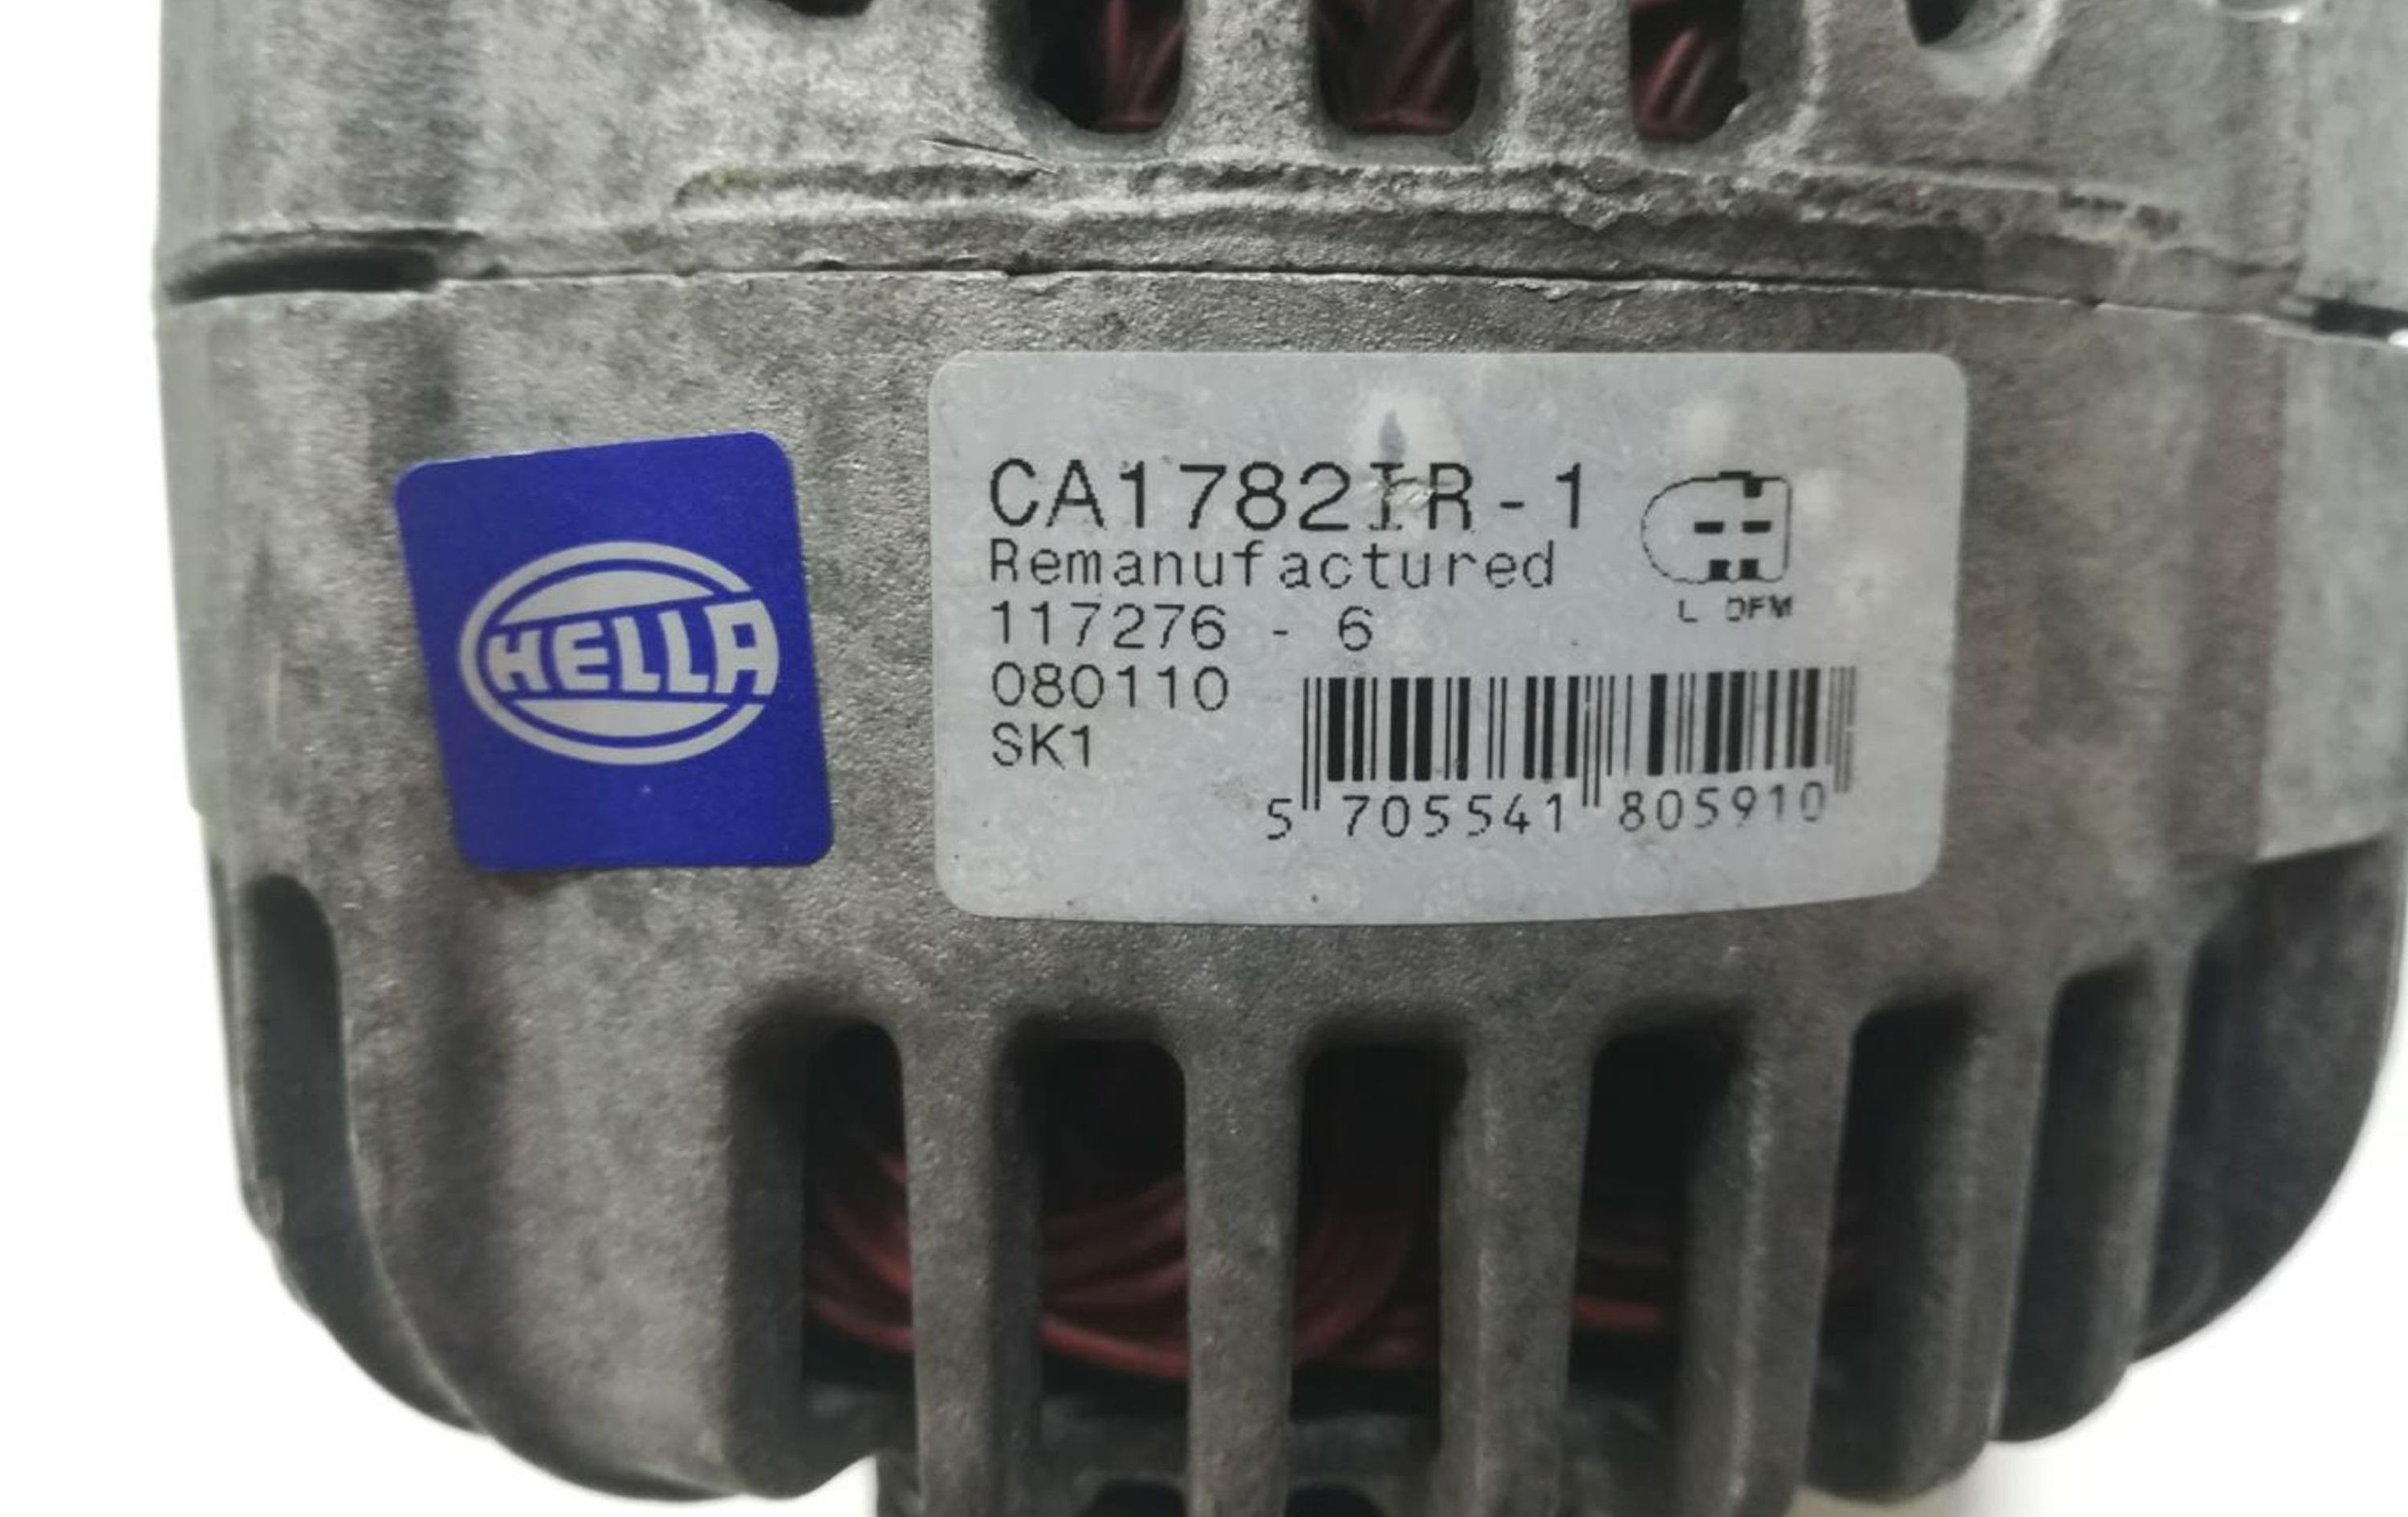 HELLA
CA1782IR-1
Remanufactured
L DFM
117276 - 6
080110
SK1
5 705541 805910